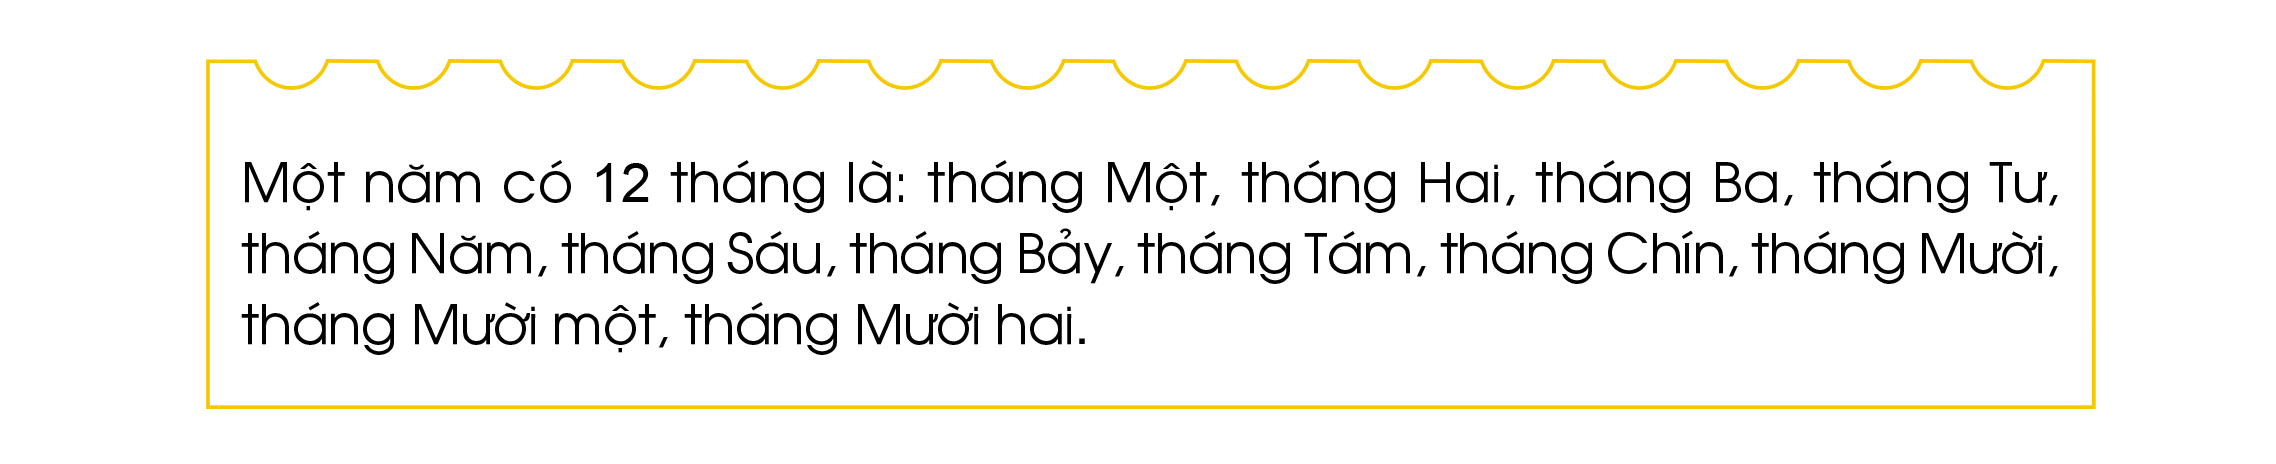 Một năm có 12 tháng là: tháng Một, tháng Hai, tháng Ba, tháng Tư,
tháng Năm, tháng Sáu, tháng Bảy, tháng Tám, tháng Chín, tháng Mười,
tháng Mười một, tháng Mười hai.